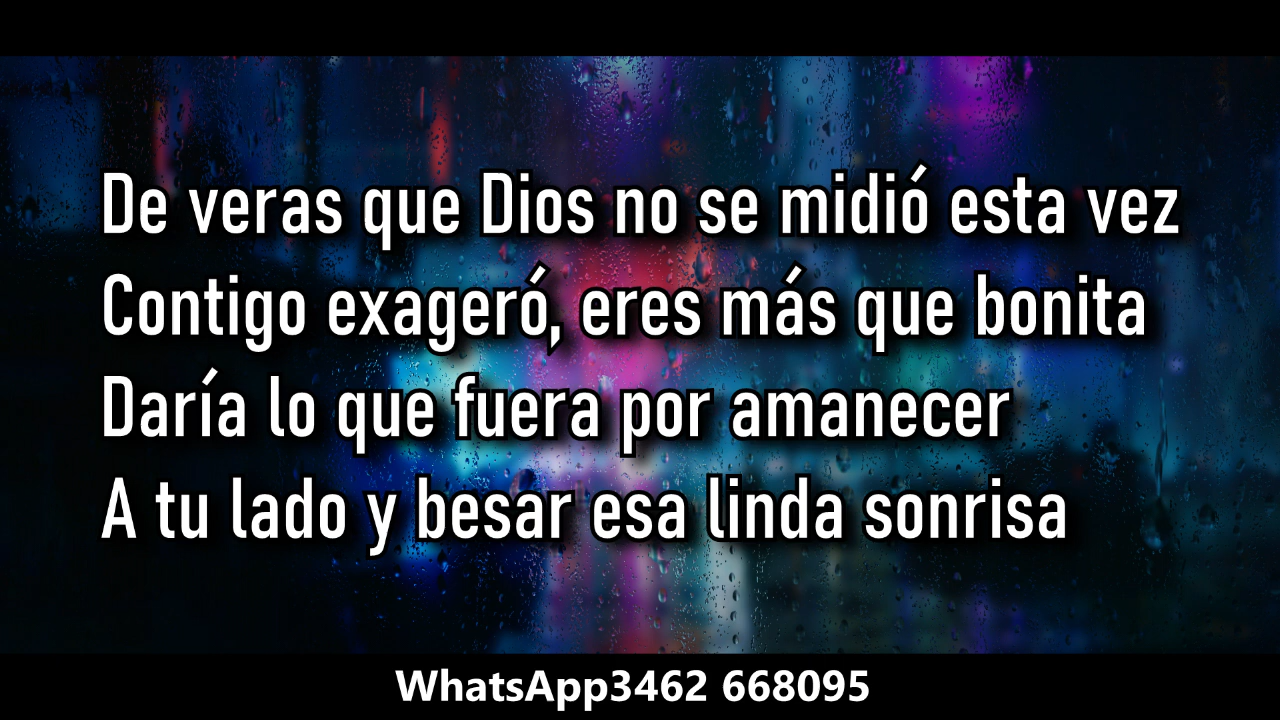 De veras que Dios no se midió esta vez
Contigo exageró, eres más que bonita
Daría lo que fuera por amanecer
A tu lado y besar esa linda sonrisa
WhatsApp3462 668095